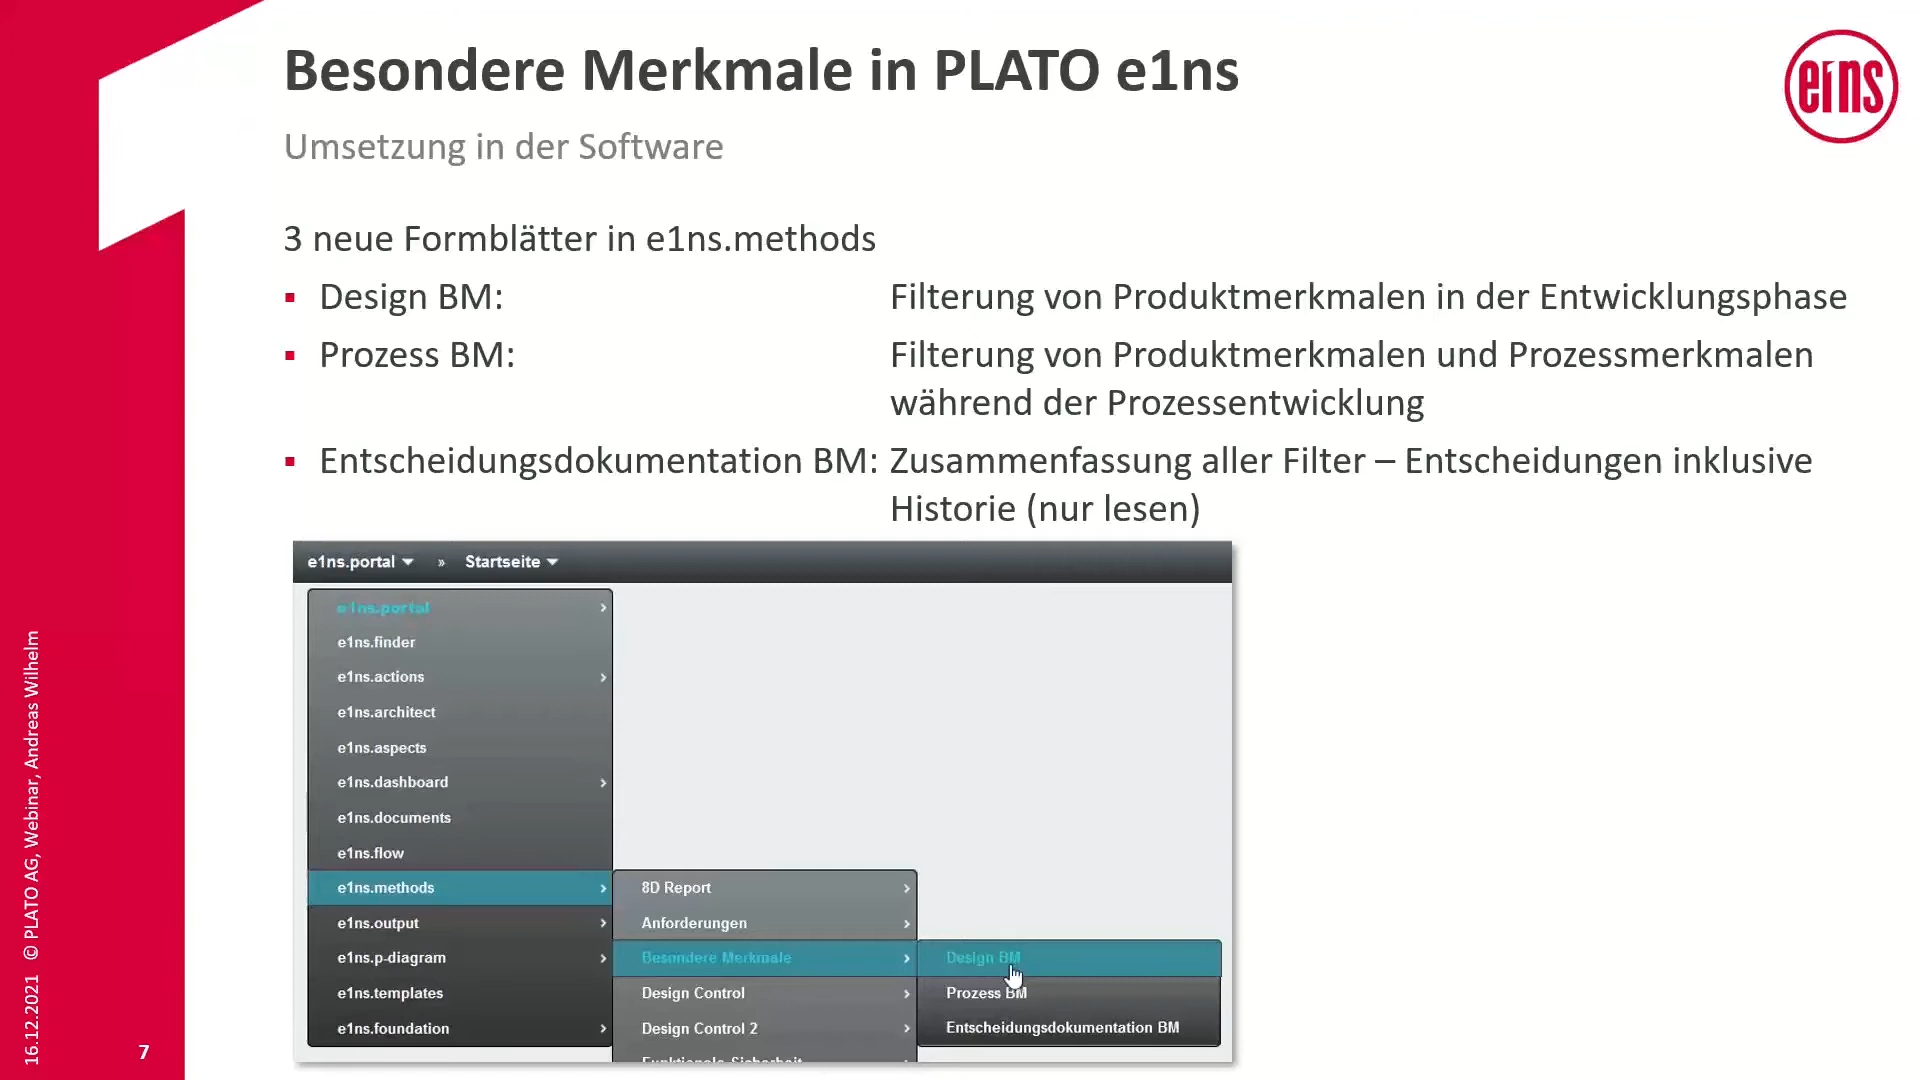 Besondere Merkmale in PLATO e1ns
e1ns
Umsetzung in der Software
3 neue Formblätter in e1ns.methods
▪ Design BM: Filterung von Produktmerkmalen in der Entwicklungsphase
▪ Prozess BM: Filterung von Produktmerkmalen und Prozessmerkmalen
während der Prozessentwicklung
▪ Entscheidungsdokumentation BM: Zusammenfassung aller Filter – Entscheidungen inklusive
Historie (nur lesen)
e1ns.portal » Startseite
e1ns.portal
e1ns.finder
e1ns.actions
e1ns.architect
e1ns.aspects
e1ns.dashboard
e1ns.documents
e1ns.flow
e1ns.methods
e1ns.output
e1ns.p-diagram
e1ns.templates
e1ns.foundation
8D Report
Anforderungen
Besondere Merkmale
Design Control
Design Control 2
Funktionale Sicherheit
Design BM
Prozess BM
Entscheidungsdokumentation BM
16.12.2021 © PLATO AG, Webinar, Andreas Wilhelm
7